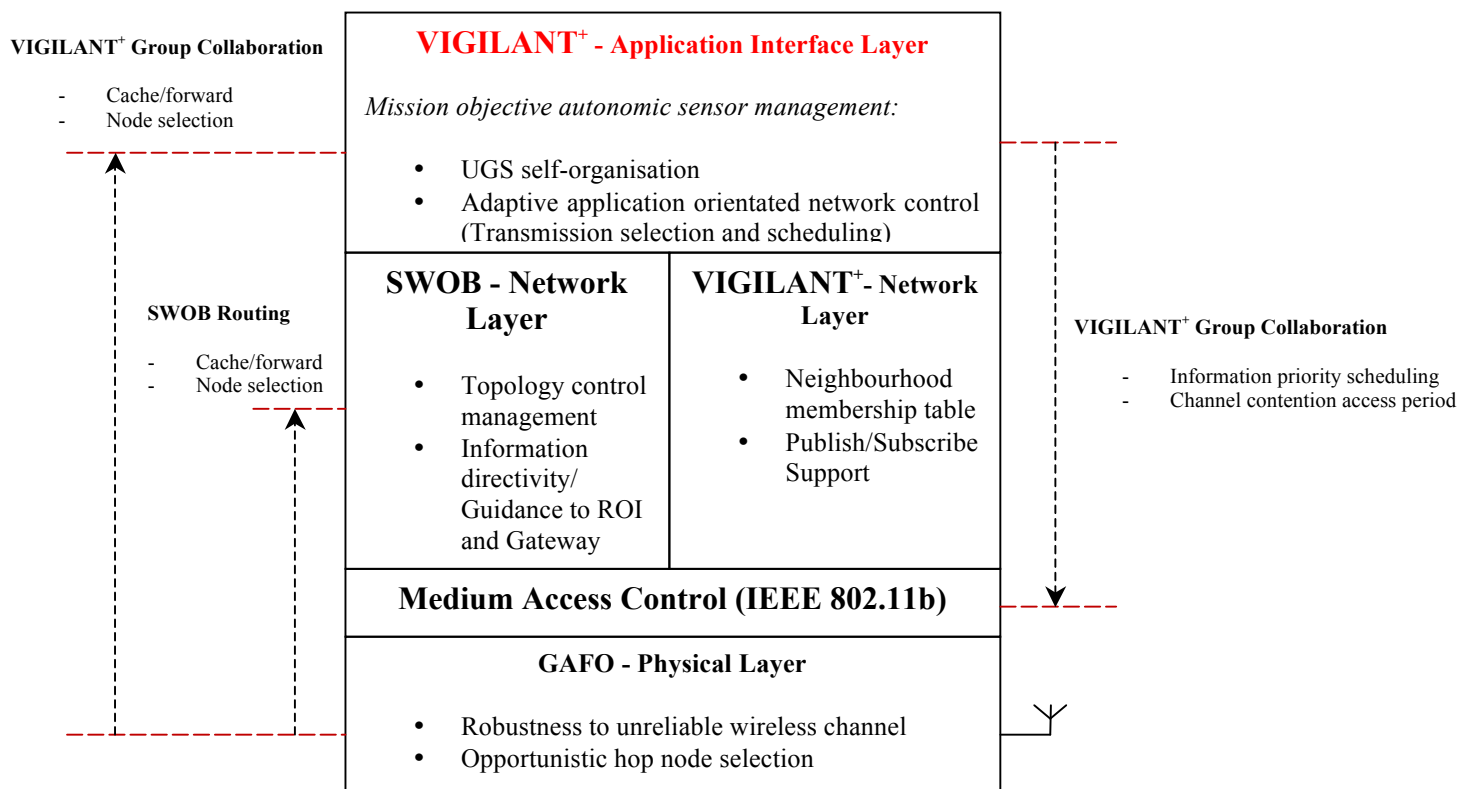 VIGILANT+ Group Collaboration
- Cache/forward
- Node selection
SWOB Routing
- Cache/forward
- Node selection
VIGILANT+ - Application Interface Layer
Mission objective autonomic sensor management:
• UGS self-organisation
• Adaptive application orientated network control
(Transmission selection and scheduling)
SWOB - Network
Layer
• Topology control
management
• Information
directivity/
Guidance to ROI
and Gateway
VIGILANT+- Network
Layer
• Neighbourhood
membership table
• Publish/Subscribe
Support
Medium Access Control (IEEE 802.11b)
GAFO - Physical Layer
• Robustness to unreliable wireless channel
• Opportunistic hop node selection
VIGILANT+ Group Collaboration
- Information priority scheduling
- Channel contention access period